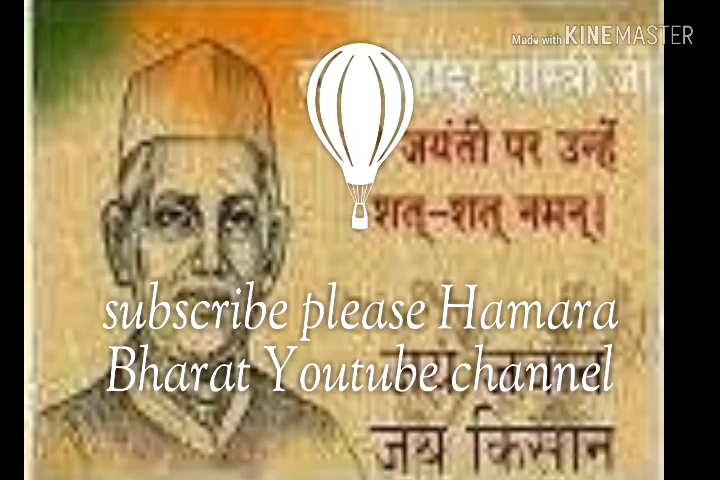 Made with KINEMASTER
शास्त्री
जयंती पर उन्हें
शत्-शत् नमन्।
subscribe please Hamara
Bharat Youtube channel
जय किसान